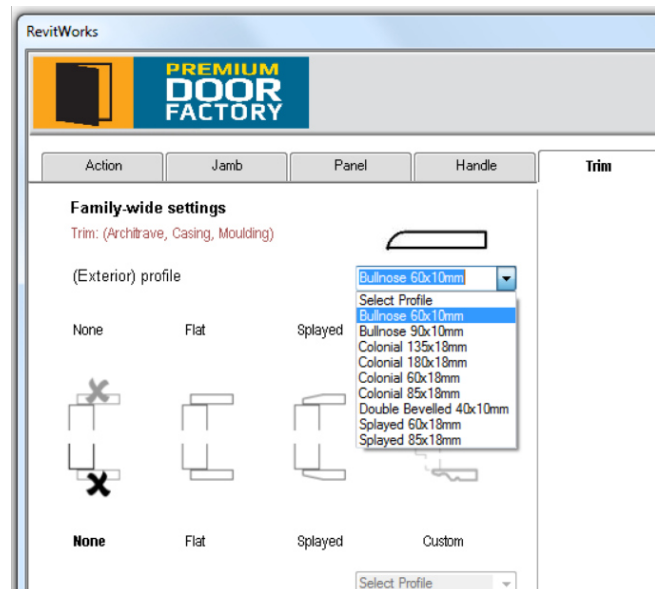 RevitWorks
PREMIUM
DOOR
FACTORY
Action Jamb Panel Handle Trim
Family-wide settings
Trim: (Architrave, Casing, Moulding)
(Exterior) profile Bullnose 60x10mm
Select Profile
Bullnose 60x10mm
None Flat Splayed Bullnose 90x10mm
Colonial 135x18mm
Colonial 180x18mm
Colonial 60x18mm
Colonial 85x18mm
Double Bevelled 40x10mm
Splayed 60x18mm
Splayed 85x18mm
None Flat Splayed Custom
Select Profile